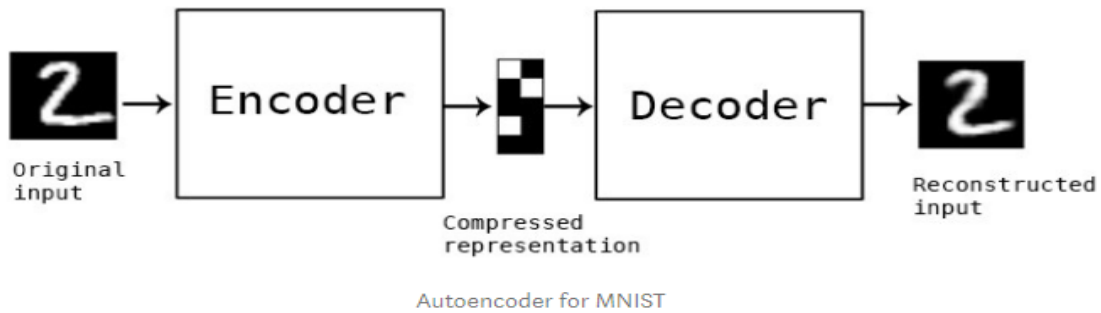 Encoder
Decoder
Original
input
Compressed
representation
Reconstructed
input
Autoencoder for MNIST